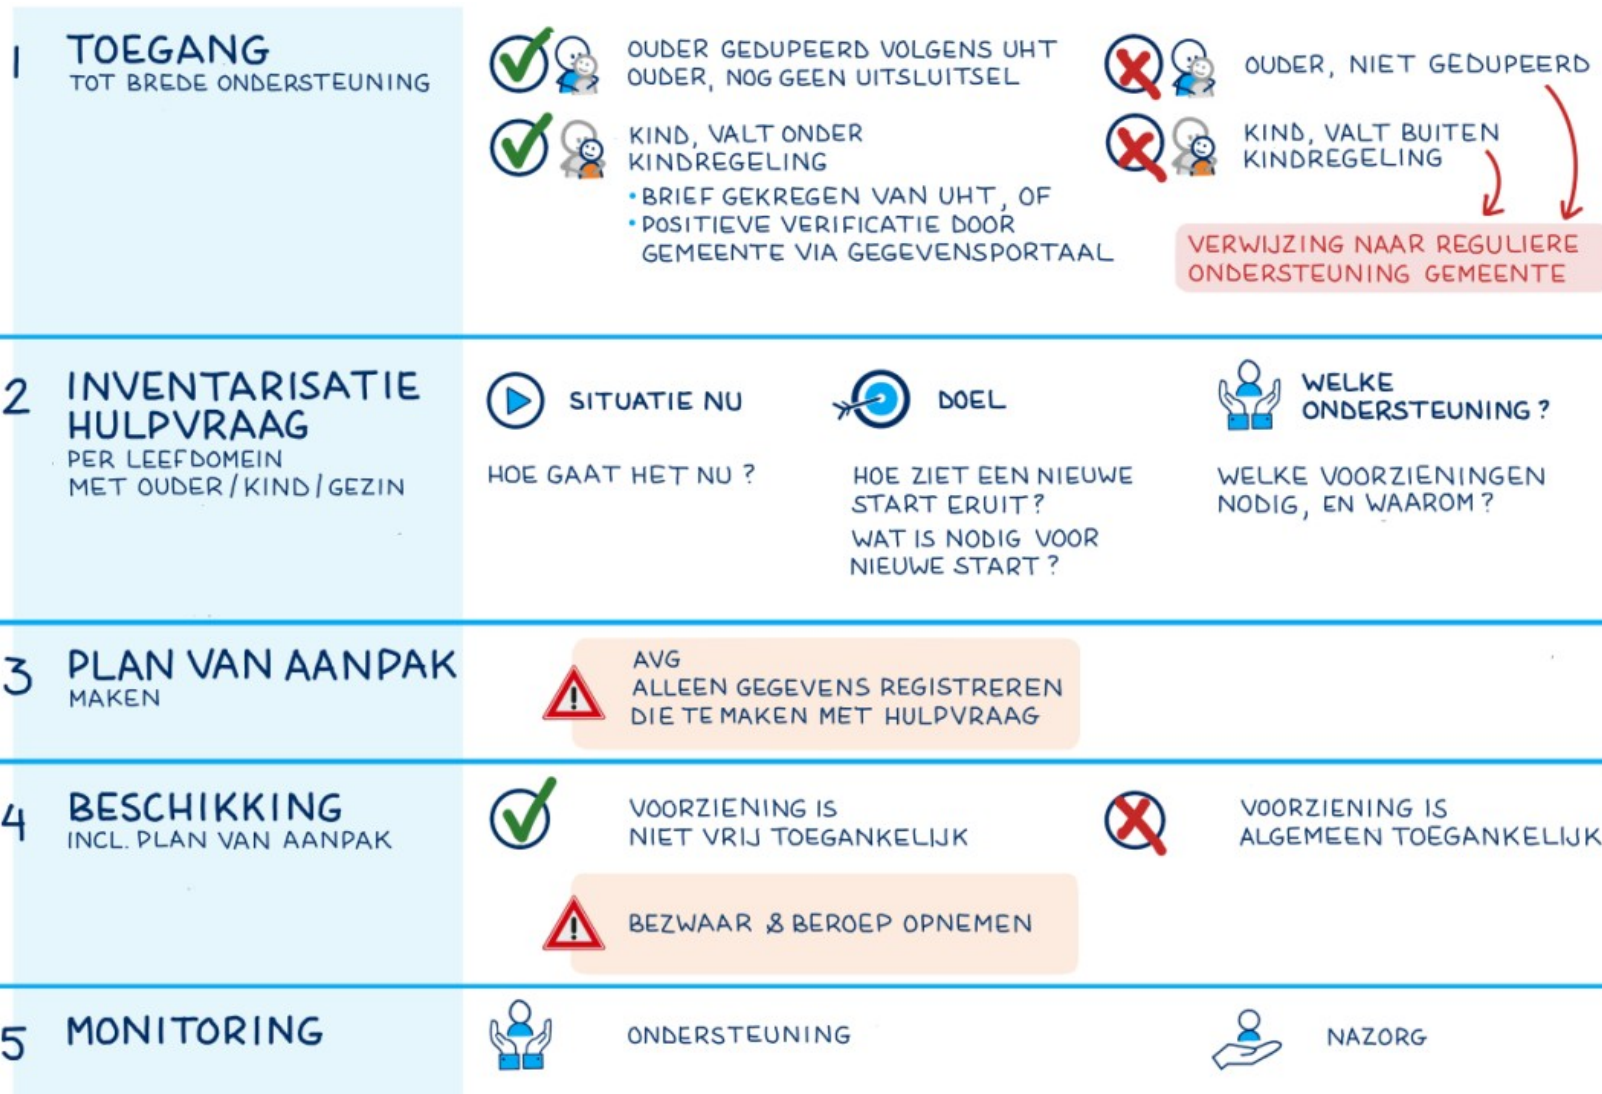 1 TOEGANG
TOT BREDE ONDERSTEUNING
OUDER GEDUPEERD VOLGENS UHT
OUDER, NOG GEEN UITSLUITSEL
KIND, VALT ONDER
KINDREGELING
• BRIEF GEKREGEN VAN UHT, OF
• POSITIEVE VERIFICATIE DOOR
GEMEENTE VIA GEGEVENSPORTAAL
OUDER, NIET GEDUPEERD
KIND, VALT BUITEN
KINDREGELING
VERWIJZING NAAR REGULIERE
ONDERSTEUNING GEMEENTE
2 INVENTARISATIE
HULPVRAAG
PER LEEFDOMEIN
MET OUDER/KIND/GEZIN
SITUATIE NU
HOE GAAT HET NU?
DOEL
HOE ZIET EEN NIEUWE
START ERUIT?
WAT IS NODIG VOOR
NIEUWE START?
WELKE
ONDERSTEUNING?
WELKE VOORZIENINGEN
NODIG, EN WAAROM?
3 PLAN VAN AANPAK
MAKEN
AVG
ALLEEN GEGEVENS REGISTREREN
DIE TE MAKEN MET HULPVRAAG
4 BESCHIKKING
INCL. PLAN VAN AANPAK
VOORZIENING IS
NIET VRIJ TOEGANKELIJK
VOORZIENING IS
ALGEMEEN TOEGANKELIJK
BEZWAAR & BEROEP OPNEMEN
5 MONITORING
ONDERSTEUNING
NAZORG